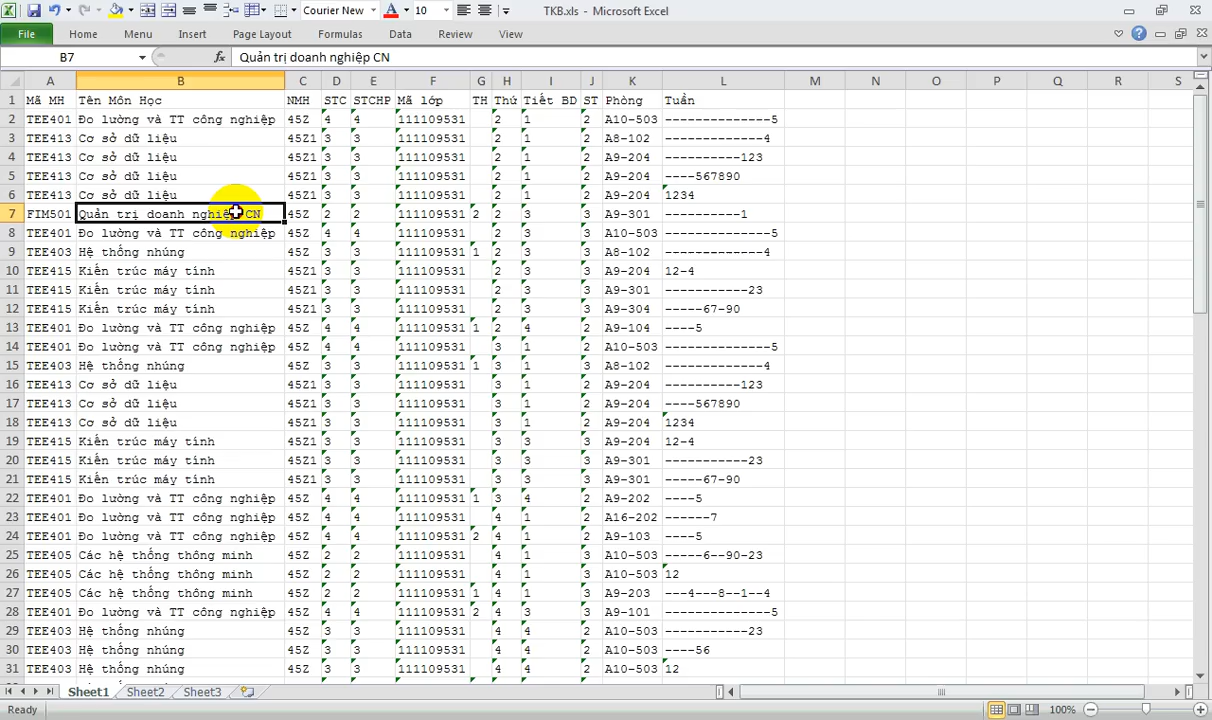 Courier New 10 TKB.xls - Microsoft Excel
File Home Menu Insert Page Layout Formulas Data Review View
B7 fx Quản trị doanh nghiệp CN
A B C D E F G H I J K L M N O P Q R S
1 Mã MH Tên Môn Học NMH STC STCHP Mã lớp TH Thứ Tiết BD ST Phòng Tuần
2 TEE401 Đo lường và TT công nghiệp 45Z 4 4 111109531 2 1 2 A10-503 --------------5
3 TEE413 Cơ sở dữ liệu 45Z1 3 3 111109531 2 1 2 A8-102 -------------4
4 TEE413 Cơ sở dữ liệu 45Z1 3 3 111109531 2 1 2 A9-204 ----------123
5 TEE413 Cơ sở dữ liệu 45Z1 3 3 111109531 2 1 2 A9-204 ----567890
6 TEE413 Cơ sở dữ liệu 45Z1 3 3 111109531 2 1 2 A9-204 1234
7 FIM501 Quản trị doanh nghiệp CN 45Z 2 2 111109531 2 2 3 3 A9-301 ----------1
8 TEE401 Đo lường và TT công nghiệp 45Z 4 4 111109531 2 3 3 A10-503 --------------5
9 TEE403 Hệ thống nhúng 45Z 3 3 111109531 1 2 3 3 A8-102 -------------4
10 TEE415 Kiến trúc máy tính 45Z1 3 3 111109531 2 3 3 A9-204 12-4
11 TEE415 Kiến trúc máy tính 45Z1 3 3 111109531 2 3 3 A9-301 -----------23
12 TEE415 Kiến trúc máy tính 45Z1 3 3 111109531 2 3 3 A9-304 -----67-90
13 TEE401 Đo lường và TT công nghiệp 45Z 4 4 111109531 1 2 4 2 A9-104 ----5
14 TEE401 Đo lường và TT công nghiệp 45Z 4 4 111109531 3 1 2 A10-503 --------------5
15 TEE403 Hệ thống nhúng 45Z 3 3 111109531 1 3 1 3 A8-102 -------------4
16 TEE413 Cơ sở dữ liệu 45Z1 3 3 111109531 3 1 2 A9-204 ----------123
17 TEE413 Cơ sở dữ liệu 45Z1 3 3 111109531 3 1 2 A9-204 ----567890
18 TEE413 Cơ sở dữ liệu 45Z1 3 3 111109531 3 1 2 A9-204 1234
19 TEE415 Kiến trúc máy tính 45Z1 3 3 111109531 3 3 3 A9-204 12-4
20 TEE415 Kiến trúc máy tính 45Z1 3 3 111109531 3 3 3 A9-301 -----------23
21 TEE415 Kiến trúc máy tính 45Z1 3 3 111109531 3 3 3 A9-301 -----67-90
22 TEE401 Đo lường và TT công nghiệp 45Z 4 4 111109531 1 3 4 2 A9-202 ----5
23 TEE401 Đo lường và TT công nghiệp 45Z 4 4 111109531 4 1 2 A16-202 ------7
24 TEE401 Đo lường và TT công nghiệp 45Z 4 4 111109531 2 4 1 2 A9-103 ----5
25 TEE405 Các hệ thống thông minh 45Z 2 2 111109531 4 1 3 A10-503 -----6--90-23
26 TEE405 Các hệ thống thông minh 45Z 2 2 111109531 4 1 3 A10-503 12
27 TEE405 Các hệ thống thông minh 45Z 2 2 111109531 1 4 1 3 A9-203 ---4---8--1--4
28 TEE401 Đo lường và TT công nghiệp 45Z 4 4 111109531 2 4 3 3 A9-101 --------------5
29 TEE403 Hệ thống nhúng 45Z 3 3 111109531 4 4 2 A10-503 -----------23
30 TEE403 Hệ thống nhúng 45Z 3 3 111109531 4 4 2 A10-503 ----56
31 TEE403 Hệ thống nhúng 45Z 3 3 111109531 4 4 2 A10-503 12
Sheet1 Sheet2 Sheet3
Ready 100%